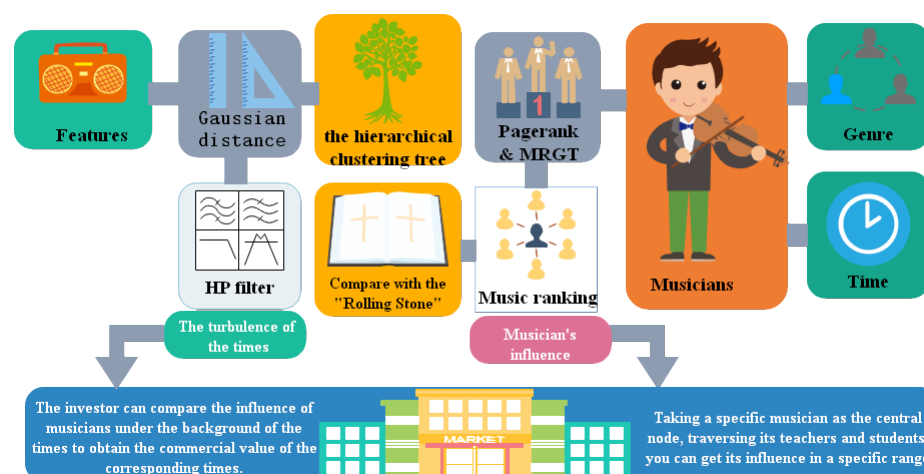 Features
Gaussian
distance
the hierarchical
clustering tree
1
Pagerank
& MRGT
Musicians
Genre
HP filter
Compare with the
"Rolling Stone"
Music ranking
Time
The turbulence of
the times
Musician's
influence
The investor can compare the influence of
musicians under the background of the
times to obtain the commercial value of the
corresponding times.
MARKET
Taking a specific musician as the central
node, traversing its teachers and students,
you can get its influence in a specific range